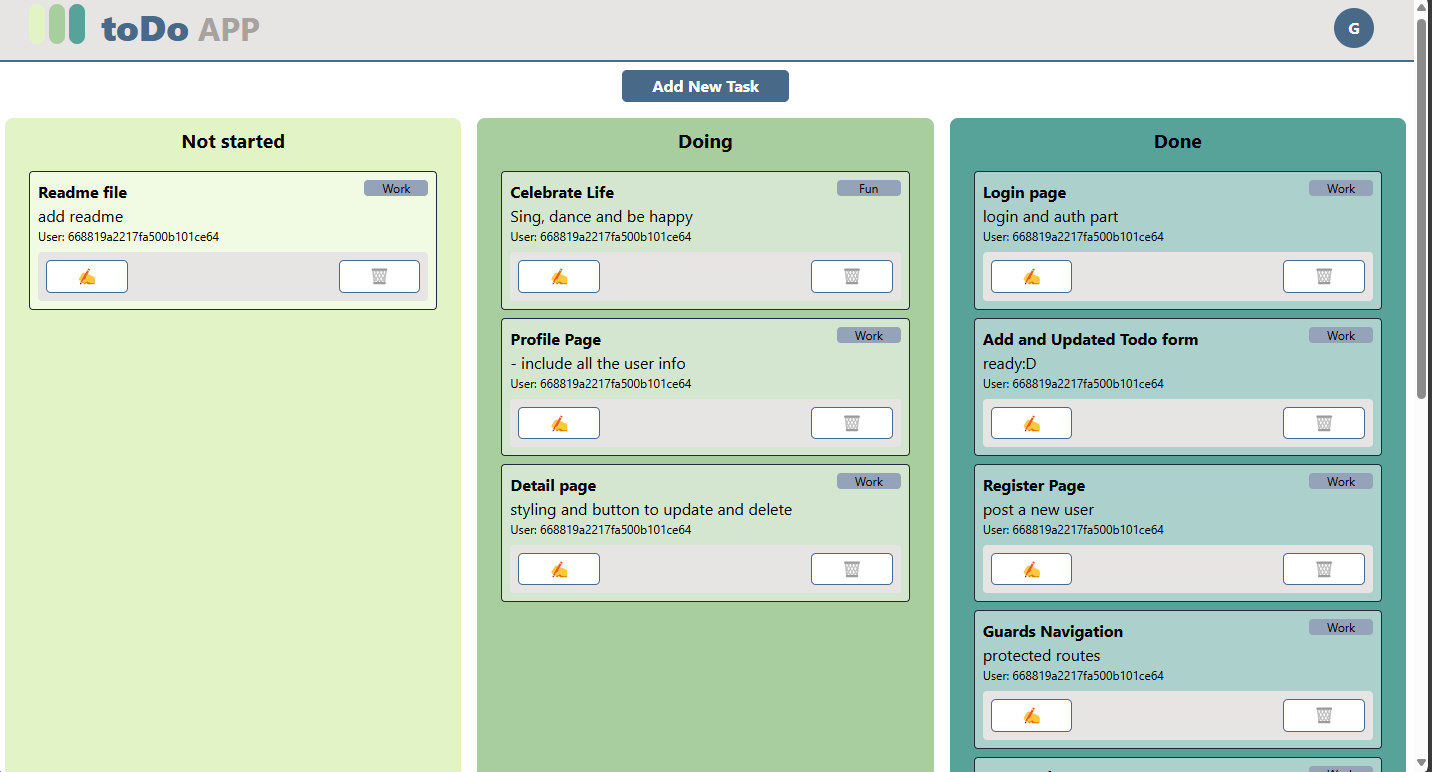 toDo APP
G
Add New Task
Not started
Readme file
Work
add readme
User: 668819a2217fa500b101ce64
Doing
Celebrate Life
Fun
Sing, dance and be happy
User: 668819a2217fa500b101ce64
Profile Page
Work
- include all the user info
User: 668819a2217fa500b101ce64
Detail page
Work
styling and button to update and delete
User: 668819a2217fa500b101ce64
Done
Login page
Work
login and auth part
User: 668819a2217fa500b101ce64
Add and Updated Todo form
Work
ready:D
User: 668819a2217fa500b101ce64
Register Page
Work
post a new user
User: 668819a2217fa500b101ce64
Guards Navigation
Work
protected routes
User: 668819a2217fa500b101ce64